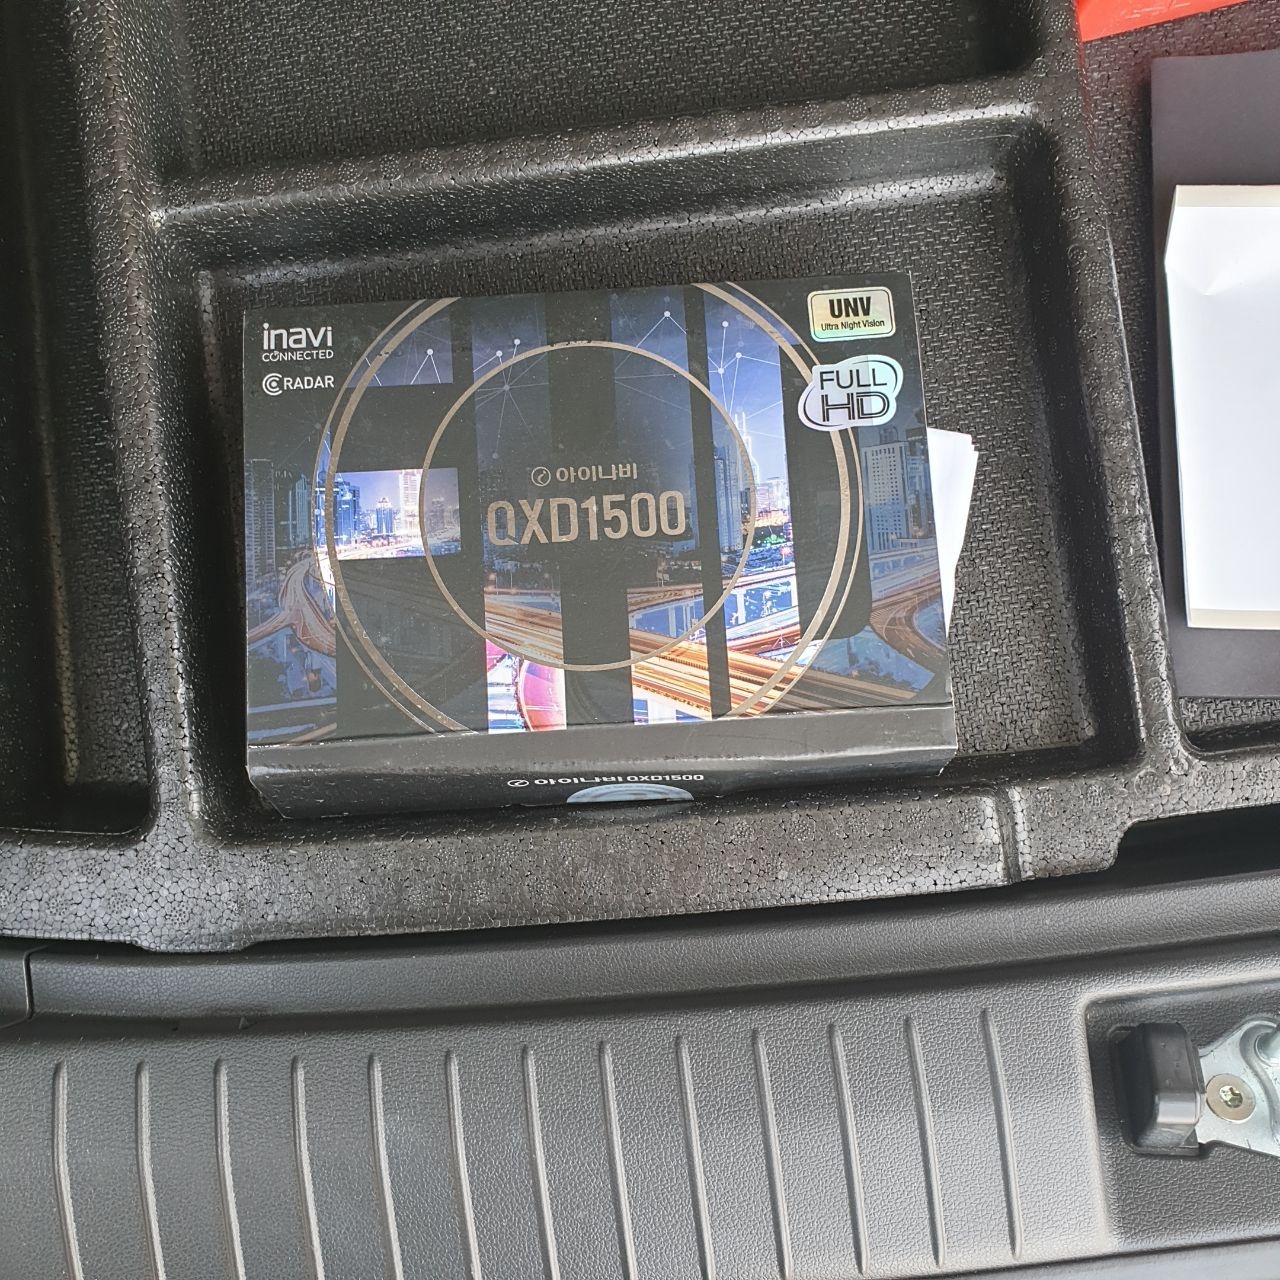 inavi
CONNECTED
RADAR
UNV
Ultra Night Vision
FULL
HD
아이나비
QXD1500
아이나비 QXD1500